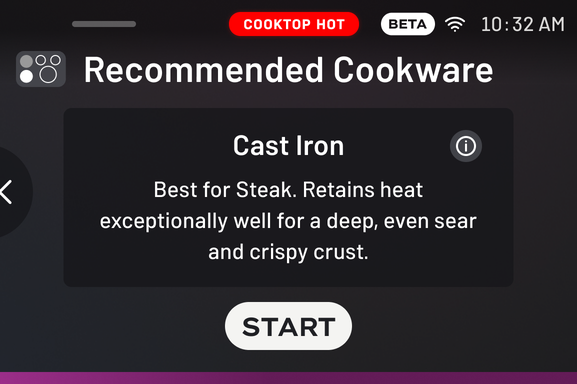 COOKTOP HOT
BETA
10:32 AM
Recommended Cookware
Cast Iron
Best for Steak. Retains heat
exceptionally well for a deep, even sear
and crispy crust.
START